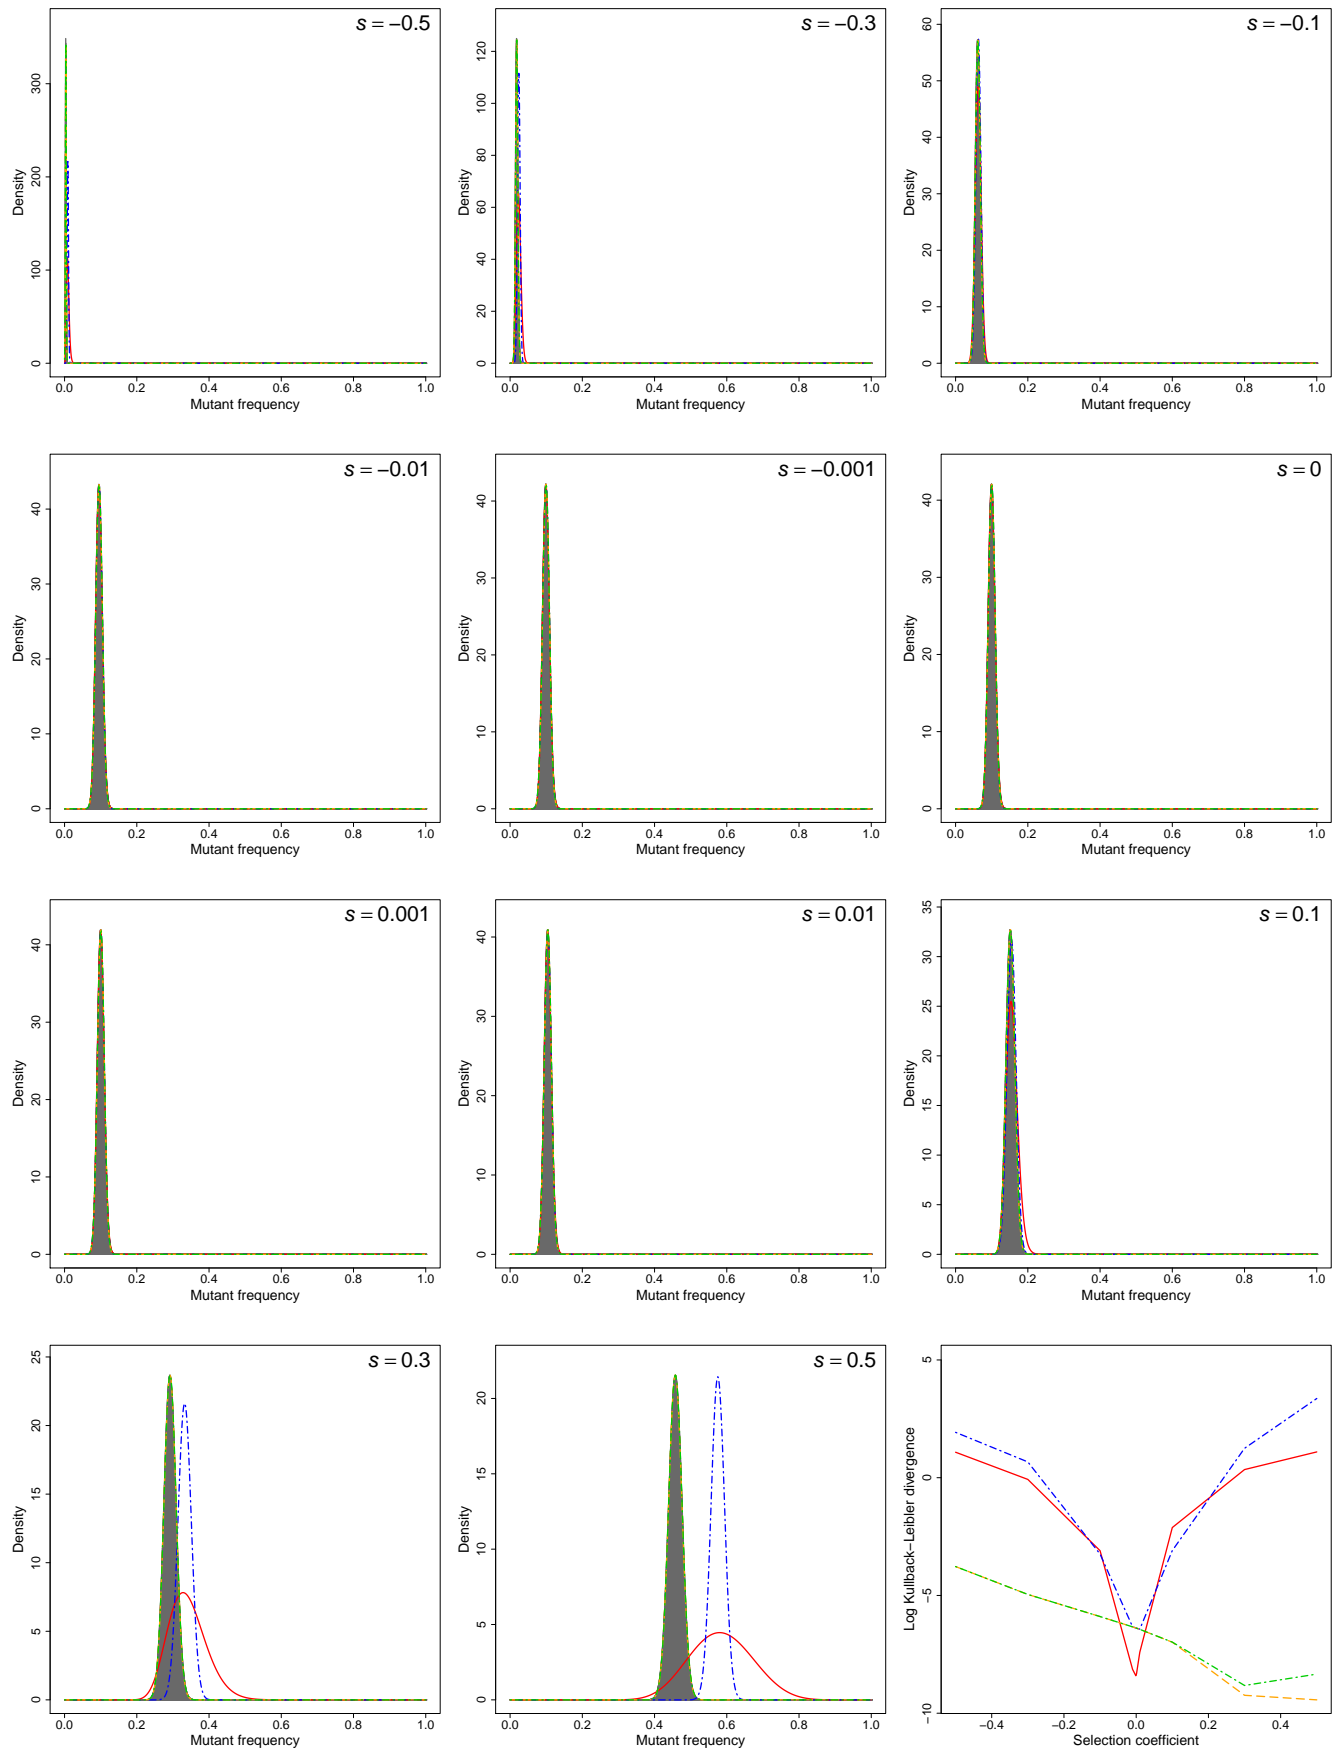 s = −0.5
Density
0
100
200
300
0.0 0.2 0.4 0.6 0.8 1.0
Mutant frequency
s = −0.3
Density
0
20
40
60
80
100
120
0.0 0.2 0.4 0.6 0.8 1.0
Mutant frequency
s = −0.1
Density
0
10
20
30
40
50
60
0.0 0.2 0.4 0.6 0.8 1.0
Mutant frequency
s = −0.01
Density
0
10
20
30
40
0.0 0.2 0.4 0.6 0.8 1.0
Mutant frequency
s = −0.001
Density
0
10
20
30
40
0.0 0.2 0.4 0.6 0.8 1.0
Mutant frequency
s = 0
Density
0
10
20
30
40
0.0 0.2 0.4 0.6 0.8 1.0
Mutant frequency
s = 0.001
Density
0
10
20
30
40
0.0 0.2 0.4 0.6 0.8 1.0
Mutant frequency
s = 0.01
Density
0
10
20
30
40
0.0 0.2 0.4 0.6 0.8 1.0
Mutant frequency
s = 0.1
Density
0
5
10
15
20
25
30
35
0.0 0.2 0.4 0.6 0.8 1.0
Mutant frequency
s = 0.3
Density
0
5
10
15
20
25
0.0 0.2 0.4 0.6 0.8 1.0
Mutant frequency
s = 0.5
Density
0
5
10
15
20
0.0 0.2 0.4 0.6 0.8 1.0
Mutant frequency
Log Kullback−Leibler divergence
−10
−5
0
5
−0.4 −0.2 0.0 0.2 0.4
Selection coefficient